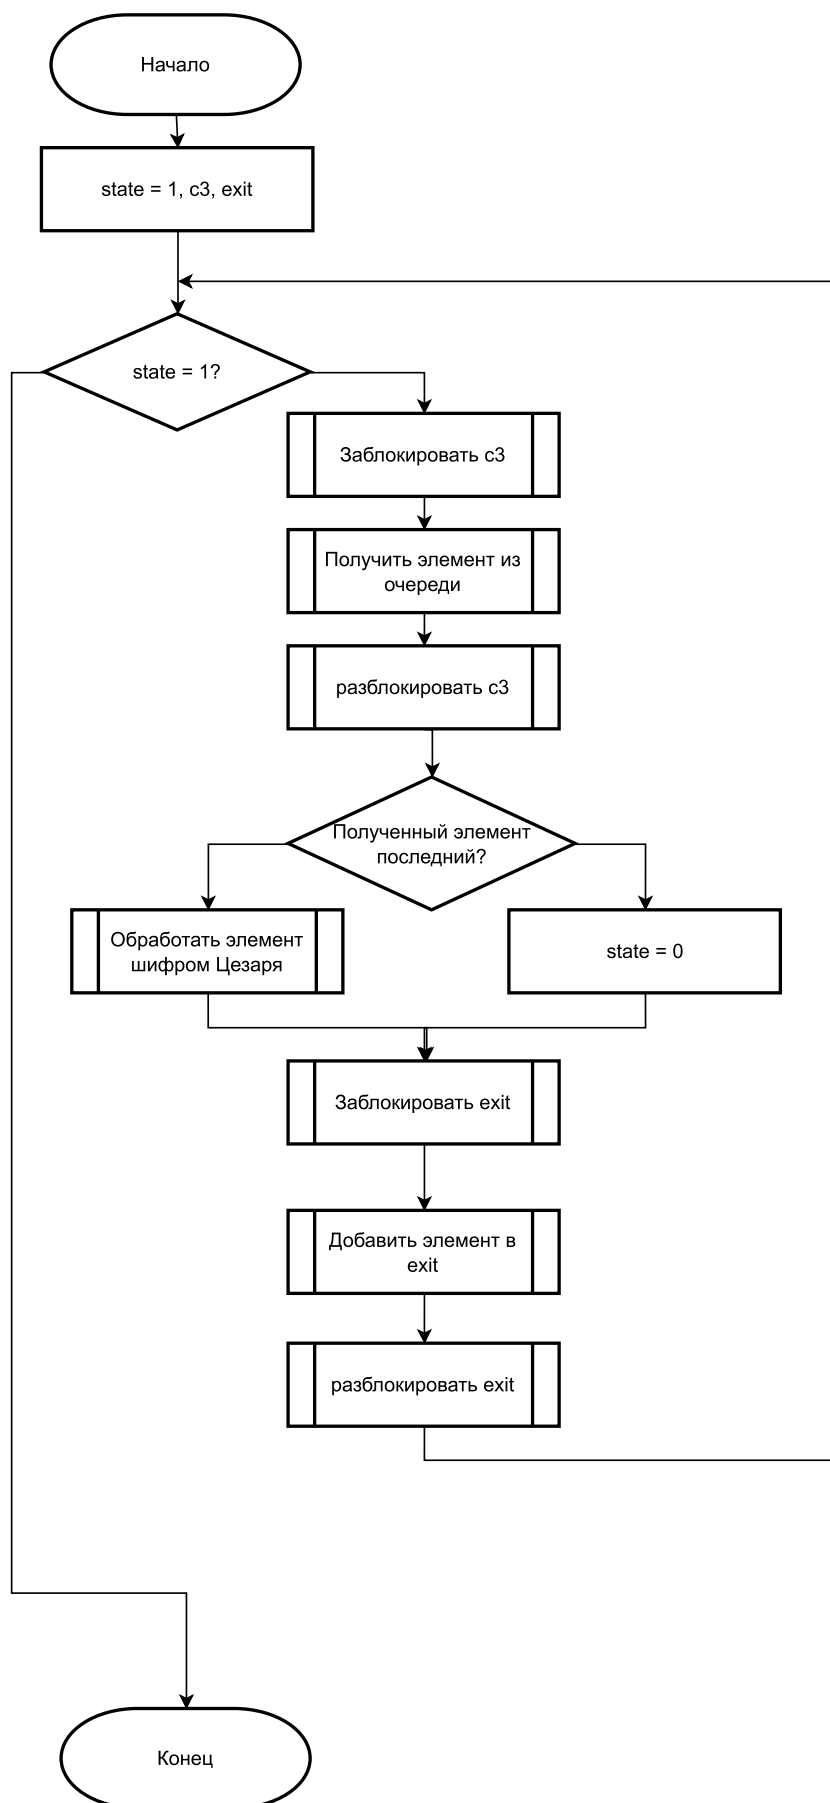 Начало
state = 1, c3, exit
state = 1?
Заблокировать c3
Получить элемент из
очереди
разблокировать c3
Полученный элемент
последний?
Обработать элемент
шифром Цезаря
state = 0
Заблокировать exit
Добавить элемент в
exit
разблокировать exit
Конец